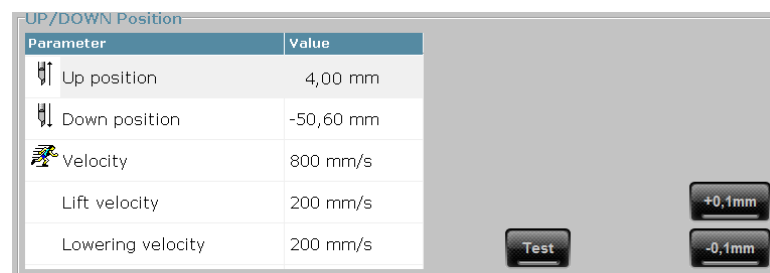 UP/DOWN Position
Parameter Value
Up position 4,00 mm
Down position -50,60 mm
Velocity 800 mm/s
Lift velocity 200 mm/s
+0,1mm
Lowering velocity 200 mm/s
Test
-0,1mm